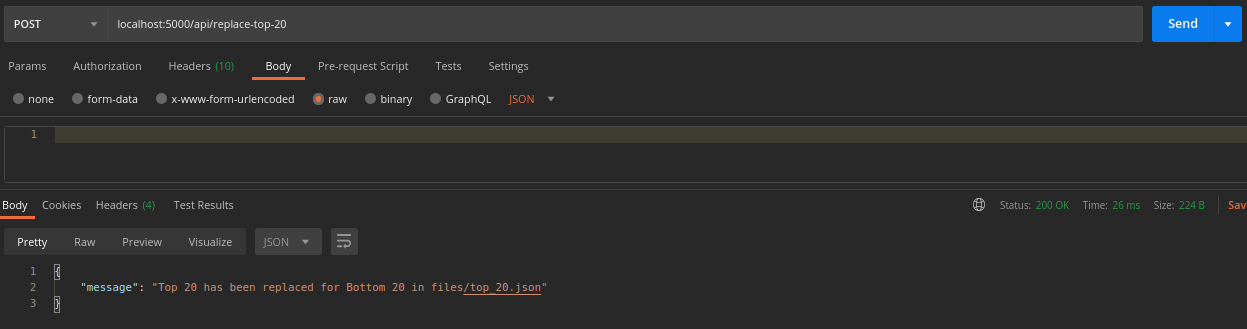 POST localhost:5000/api/replace-top-20 Send
Params Authorization Headers (10) Body Pre-request Script Tests Settings
none form-data x-www-form-urlencoded raw binary GraphQL JSON
1
Body Cookies Headers (4) Test Results Status: 200 OK Time: 26 ms Size: 224 B Sav
Pretty Raw Preview Visualize JSON
1 {
2 "message": "Top 20 has been replaced for Bottom 20 in files/top_20.json"
3 }